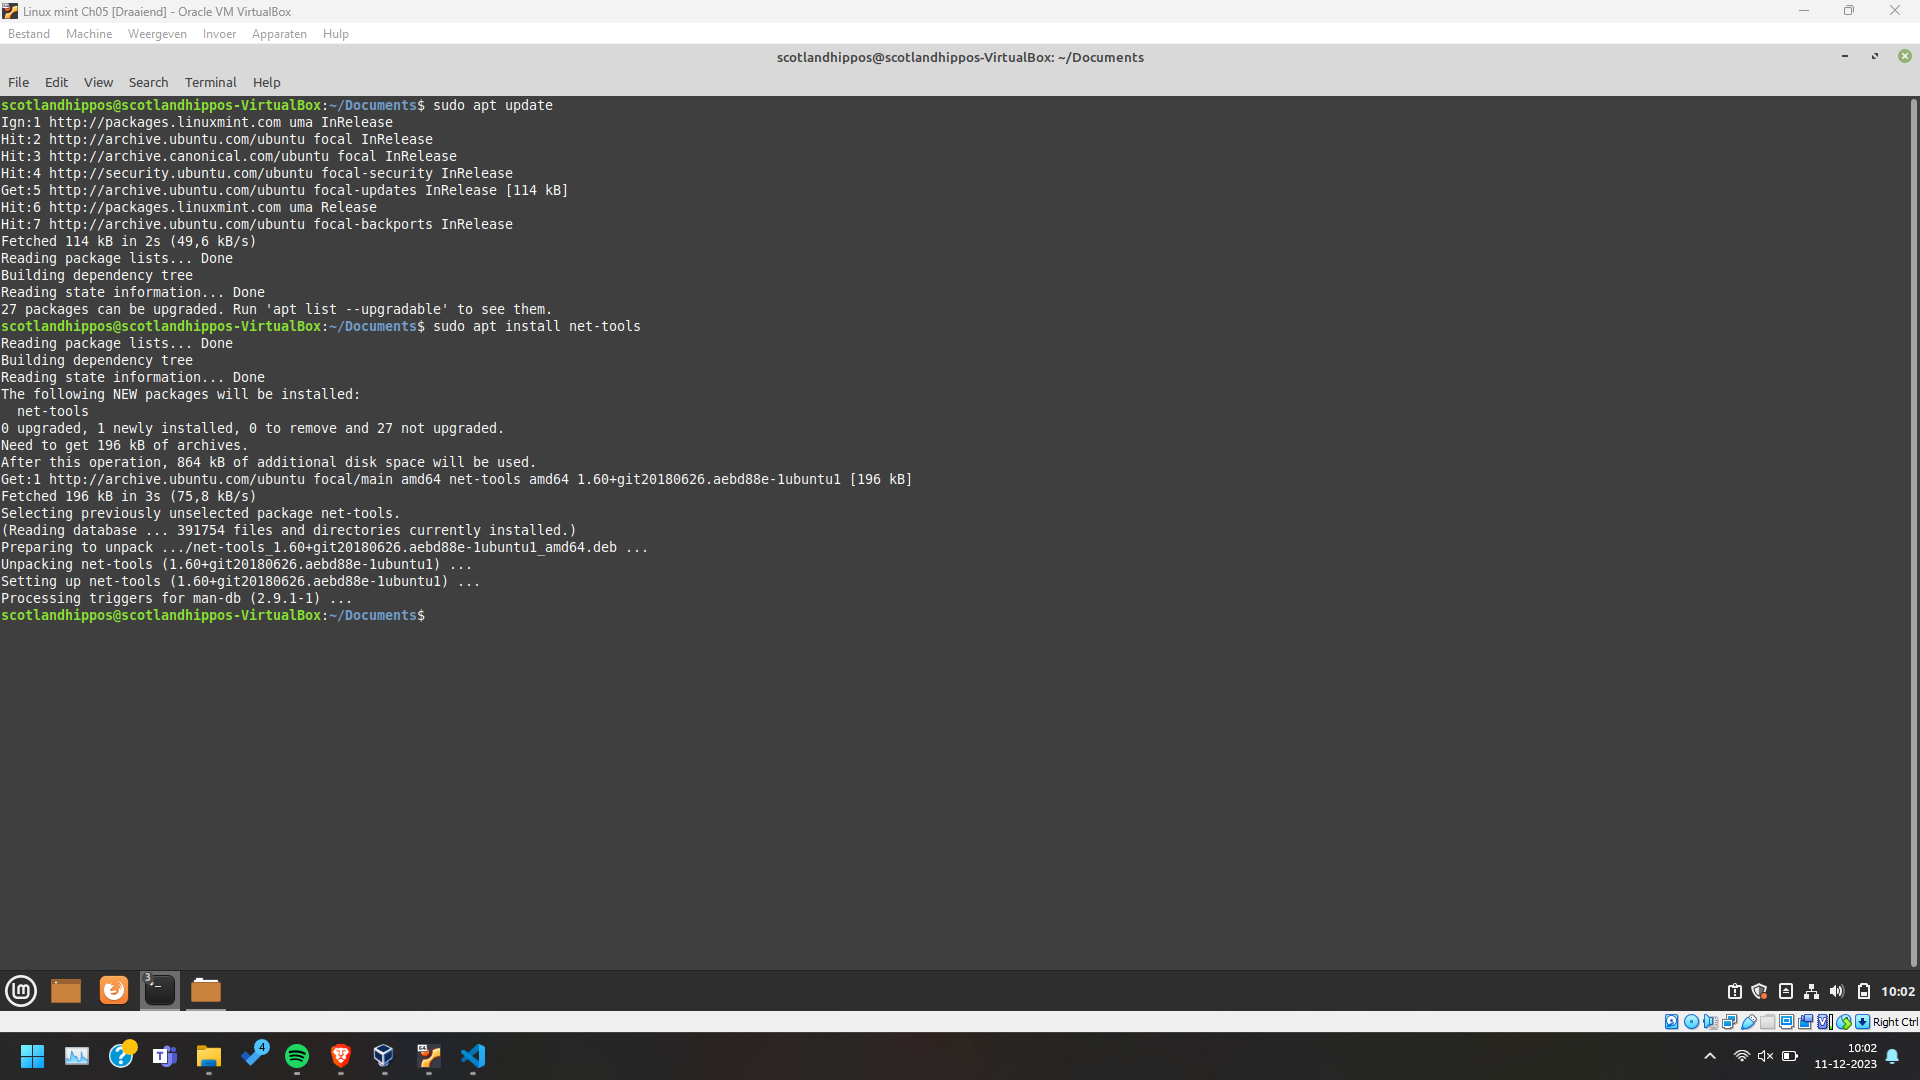 Linux mint Ch05 [Draaiend] - Oracle VM VirtualBox
Bestand Machine Weergeven Invoer Apparaten Hulp
scotlandhippos@scotlandhippos-VirtualBox: ~/Documents
File Edit View Search Terminal Help
scotlandhippos@scotlandhippos-VirtualBox:~/Documents$ sudo apt update
Ign:1 http://packages.linuxmint.com uma InRelease
Hit:2 http://archive.ubuntu.com/ubuntu focal InRelease
Hit:3 http://archive.canonical.com/ubuntu focal InRelease
Hit:4 http://security.ubuntu.com/ubuntu focal-security InRelease
Get:5 http://archive.ubuntu.com/ubuntu focal-updates InRelease [114 kB]
Hit:6 http://packages.linuxmint.com uma Release
Hit:7 http://archive.ubuntu.com/ubuntu focal-backports InRelease
Fetched 114 kB in 2s (49,6 kB/s)
Reading package lists... Done
Building dependency tree
Reading state information... Done
27 packages can be upgraded. Run 'apt list --upgradable' to see them.
scotlandhippos@scotlandhippos-VirtualBox:~/Documents$ sudo apt install net-tools
Reading package lists... Done
Building dependency tree
Reading state information... Done
The following NEW packages will be installed:
  net-tools
0 upgraded, 1 newly installed, 0 to remove and 27 not upgraded.
Need to get 196 kB of archives.
After this operation, 864 kB of additional disk space will be used.
Get:1 http://archive.ubuntu.com/ubuntu focal/main amd64 net-tools amd64 1.60+git20180626.aebd88e-1ubuntu1 [196 kB]
Fetched 196 kB in 3s (75,8 kB/s)
Selecting previously unselected package net-tools.
(Reading database ... 391754 files and directories currently installed.)
Preparing to unpack .../net-tools_1.60+git20180626.aebd88e-1ubuntu1_amd64.deb ...
Unpacking net-tools (1.60+git20180626.aebd88e-1ubuntu1) ...
Setting up net-tools (1.60+git20180626.aebd88e-1ubuntu1) ...
Processing triggers for man-db (2.9.1-1) ...
scotlandhippos@scotlandhippos-VirtualBox:~/Documents$
3
10:02
Right Ctrl
4
10:02
11-12-2023